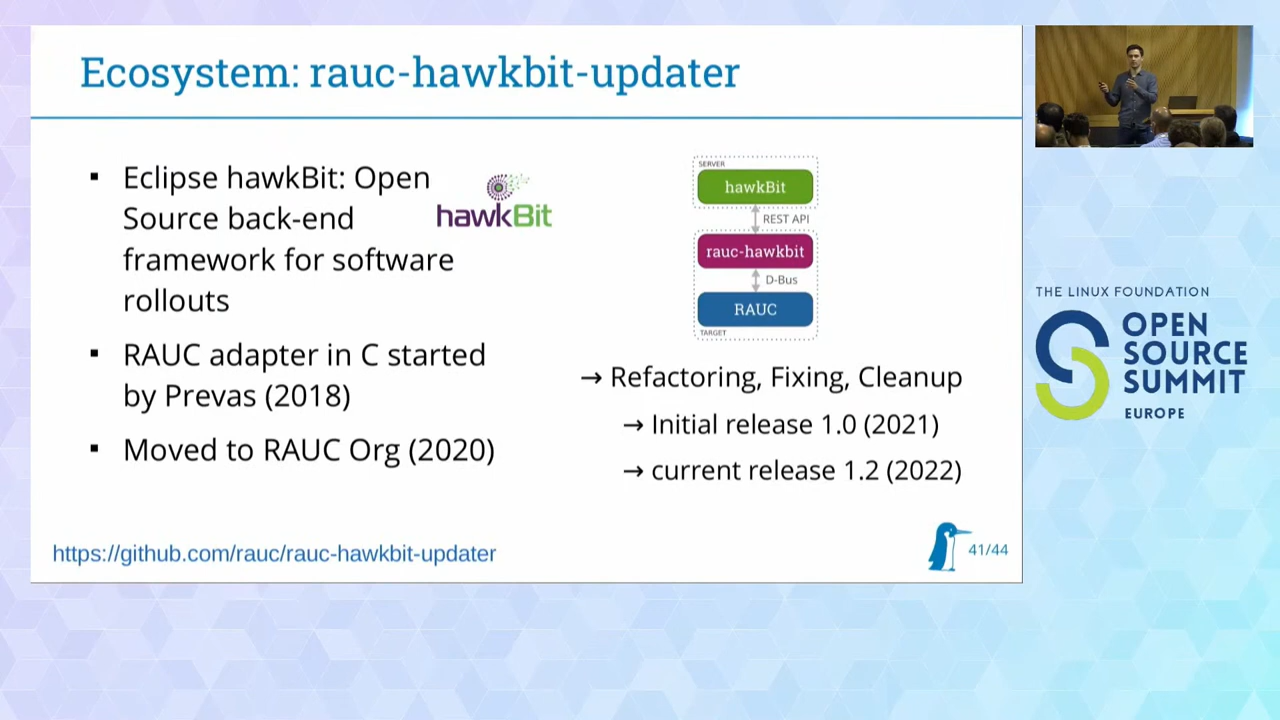 Ecosystem: rauc-hawkbit-updater
▪ Eclipse hawkBit: Open
Source back-end
framework for software
rollouts
hawkBit
▪ RAUC adapter in C started
by Prevas (2018)
▪ Moved to RAUC Org (2020)
SERVER
hawkBit
REST API
rauc-hawkbit
D-Bus
RAUC
TARGET
→ Refactoring, Fixing, Cleanup
→ Initial release 1.0 (2021)
→ current release 1.2 (2022)
https://github.com/rauc/rauc-hawkbit-updater
41/44
THE LINUX FOUNDATION
OPEN
SOURCE
SUMMIT
EUROPE